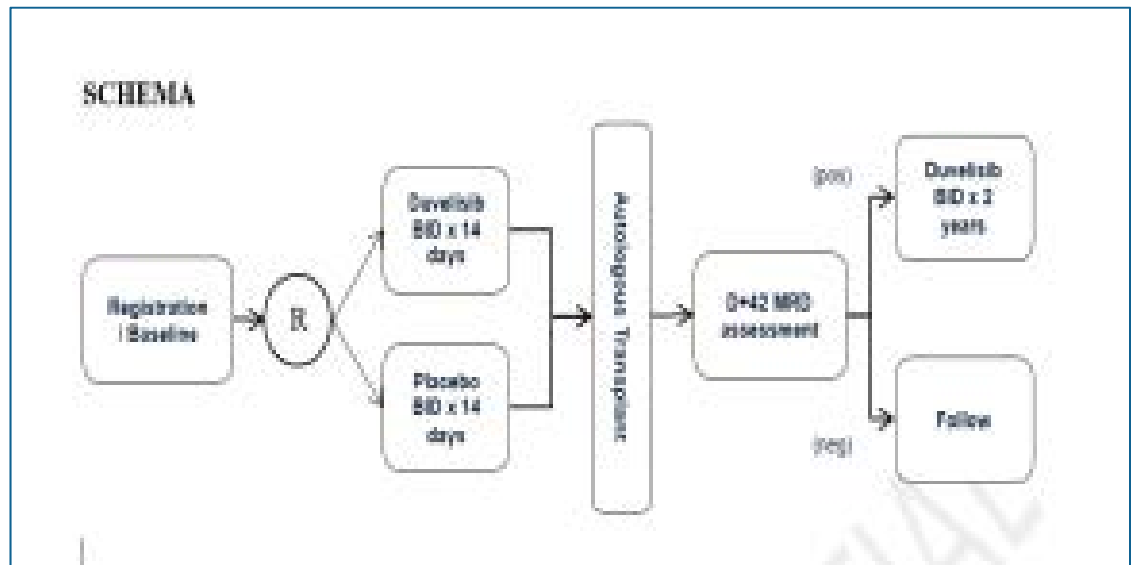 SCHEMA
Registration
/ Baseline
R
Duvelisib
BID x 14
days
Placebo
BID x 14
days
Autologous Transplant
D+42 MRD
assessment
(pos)
Duvelisib
BID x 2
years
(neg)
Follow